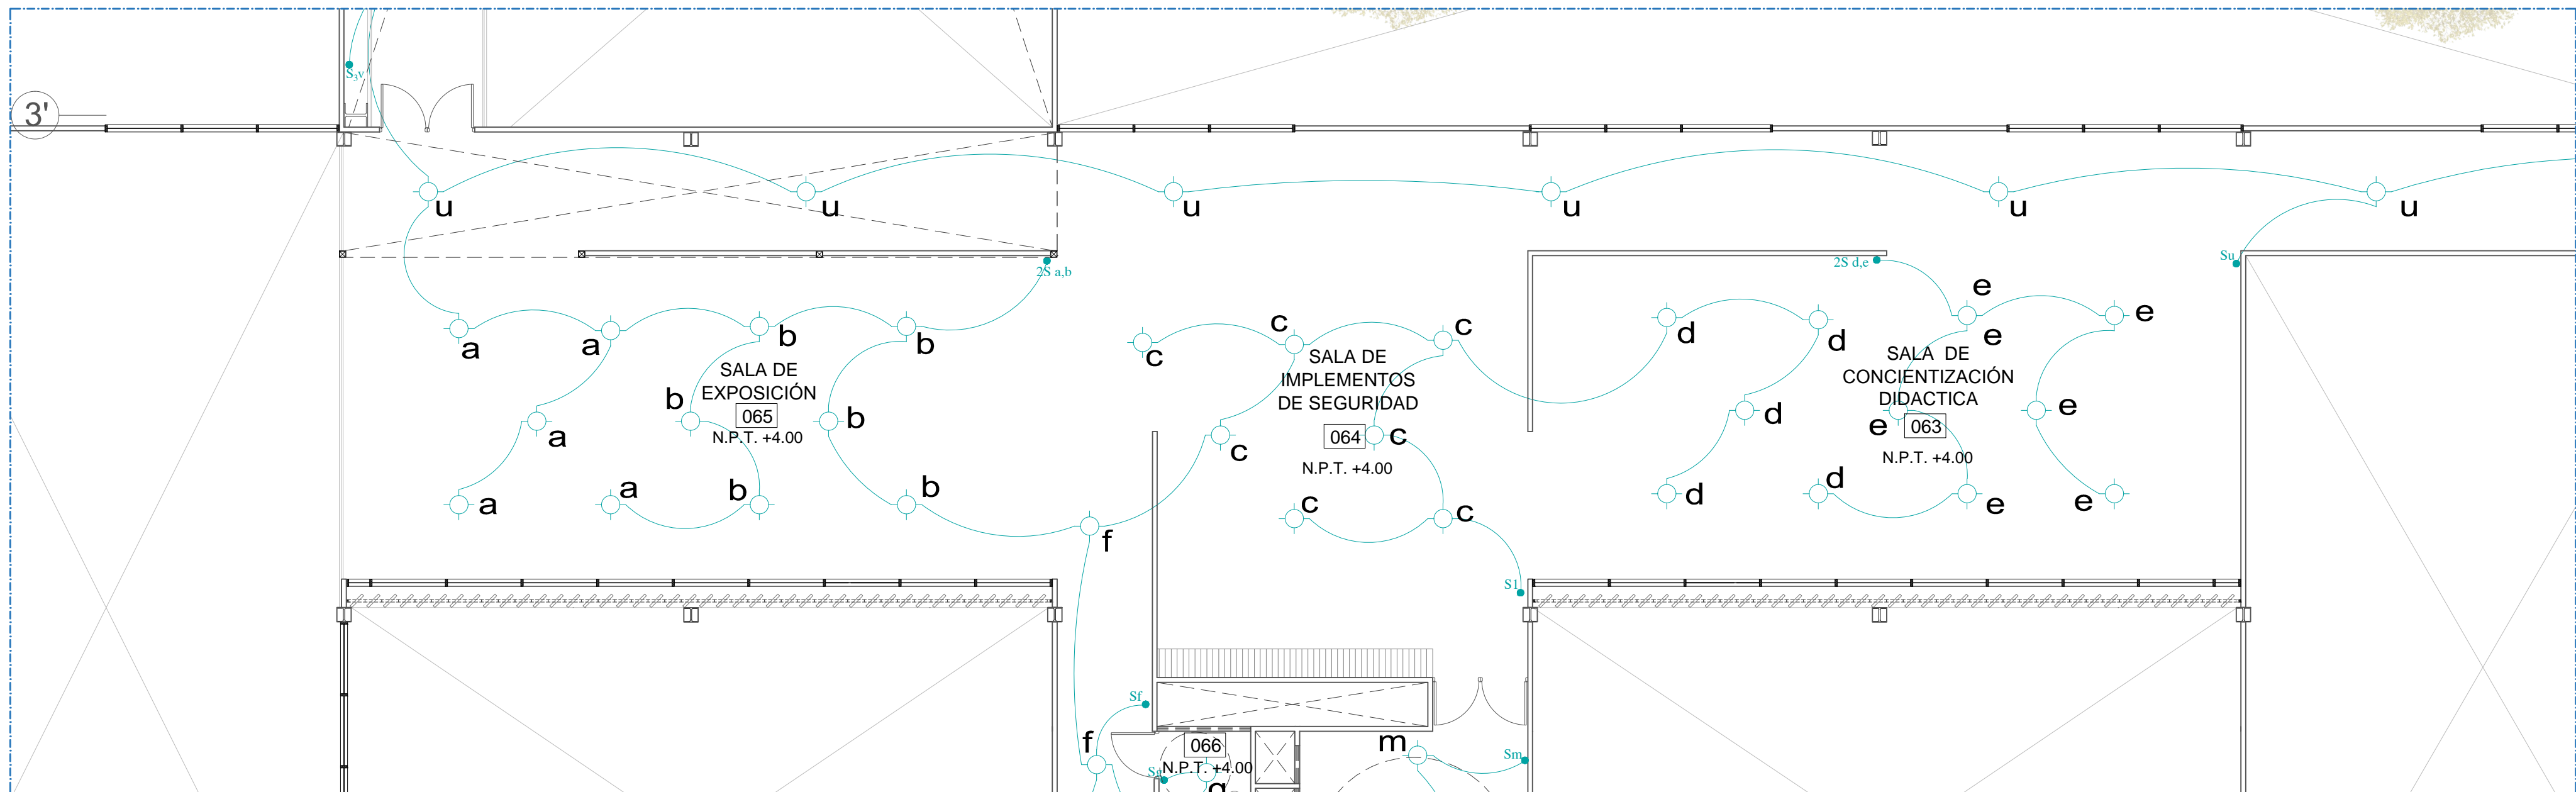 S3v
3'
u
u
u
u
u
u
2S a,b
2S d,e
Su
a
a
b
b
c
c
c
d
d
e
e
e
SALA DE
EXPOSICIÓN
065
N.P.T. +4.00
SALA DE
IMPLEMENTOS
DE SEGURIDAD
064
N.P.T. +4.00
SALA DE
CONCIENTIZACIÓN
DIDACTICA
063
N.P.T. +4.00
a
b
b
c
c
d
e
e
a
a
b
b
c
c
d
d
e
e
f
S1
Sf
f
066
N.P.T. +4.00
m
Sm